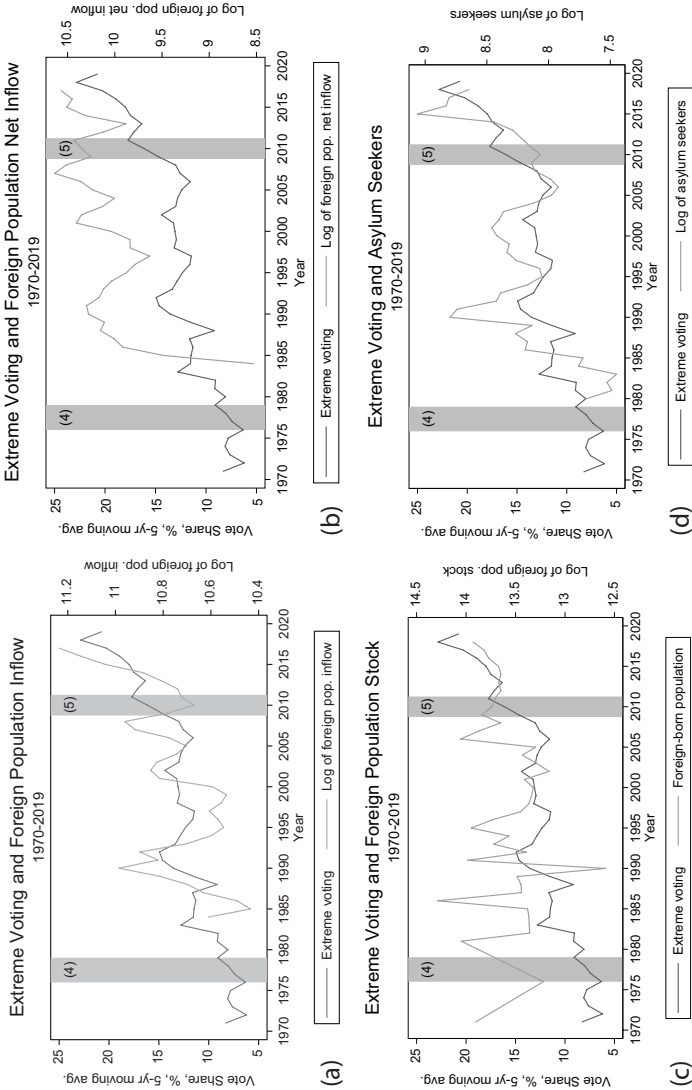 (a)
Extreme Voting and Foreign Population Inflow
1970-2019
Vote Share, %, 5-yr moving avg.
5 10 15 20 25
Log of foreign pop. inflow
10.4 10.6 10.8 11 11.2
(4)
(5)
1970 1975 1980 1985 1990 1995 2000 2005 2010 2015 2020
Year
Extreme voting Log of foreign pop. inflow
(b)
Extreme Voting and Foreign Population Net Inflow
1970-2019
Vote Share, %, 5-yr moving avg.
5 10 15 20 25
Log of foreign pop. net inflow
8.5 9 9.5 10 10.5
(4)
(5)
1970 1975 1980 1985 1990 1995 2000 2005 2010 2015 2020
Year
Extreme voting Log of foreign pop. net inflow
(c)
Extreme Voting and Foreign Population Stock
1970-2019
Vote Share, %, 5-yr moving avg.
5 10 15 20 25
Log of foreign pop. stock
12.5 13 13.5 14 14.5
(4)
(5)
1970 1975 1980 1985 1990 1995 2000 2005 2010 2015 2020
Year
Extreme voting Foreign-born population
(d)
Extreme Voting and Asylum Seekers
1970-2019
Vote Share, %, 5-yr moving avg.
5 10 15 20 25
Log of asylum seekers
7.5 8 8.5 9
(4)
(5)
1970 1975 1980 1985 1990 1995 2000 2005 2010 2015 2020
Year
Extreme voting Log of asylum seekers